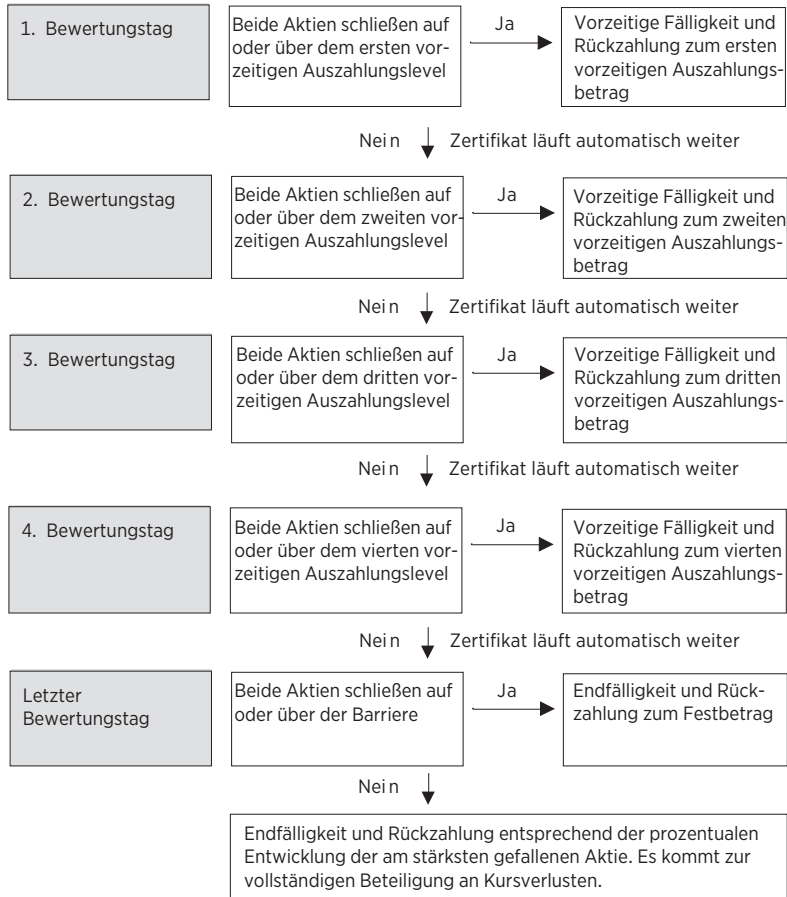 1. Bewertungstag
Beide Aktien schließen auf
oder über dem ersten vor-
zeitigen Auszahlungslevel
Ja
Vorzeitige Fälligkeit und
Rückzahlung zum ersten
vorzeitigen Auszahlungs-
betrag
Nein
Zertifikat läuft automatisch weiter
2. Bewertungstag
Beide Aktien schließen auf
oder über dem zweiten vor-
zeitigen Auszahlungslevel
Ja
Vorzeitige Fälligkeit und
Rückzahlung zum zweiten
vorzeitigen Auszahlungs-
betrag
Nein
Zertifikat läuft automatisch weiter
3. Bewertungstag
Beide Aktien schließen auf
oder über dem dritten vor-
zeitigen Auszahlungslevel
Ja
Vorzeitige Fälligkeit und
Rückzahlung zum dritten
vorzeitigen Auszahlungs-
betrag
Nein
Zertifikat läuft automatisch weiter
4. Bewertungstag
Beide Aktien schließen auf
oder über dem vierten vor-
zeitigen Auszahlungslevel
Ja
Vorzeitige Fälligkeit und
Rückzahlung zum vierten
vorzeitigen Auszahlungs-
betrag
Nein
Zertifikat läuft automatisch weiter
Letzter
Bewertungstag
Beide Aktien schließen auf
oder über der Barriere
Ja
Endfälligkeit und Rück-
zahlung zum Festbetrag
Nein
Endfälligkeit und Rückzahlung entsprechend der prozentualen
Entwicklung der am stärksten gefallenen Aktie. Es kommt zur
vollständigen Beteiligung an Kursverlusten.